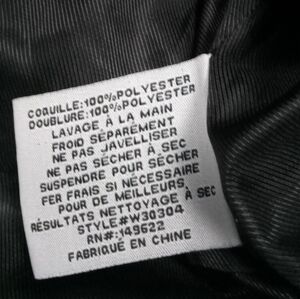 COQUILLE:100%POLYESTER
DOUBLURE:100%POLYESTER
LAVAGE À LA MAIN
FROID SÉPARÉMENT
NE PAS JAVELLISER
NE PAS SÉCHER À SEC
SUSPENDRE POUR SÉCHER
FER FRAIS SI NÉCESSAIRE
POUR DE MEILLEURS,
RÉSULTATS NETTOYAGE À SEC
STYLE#W30304
RN#:149622
FABRIQUÉ EN CHINE